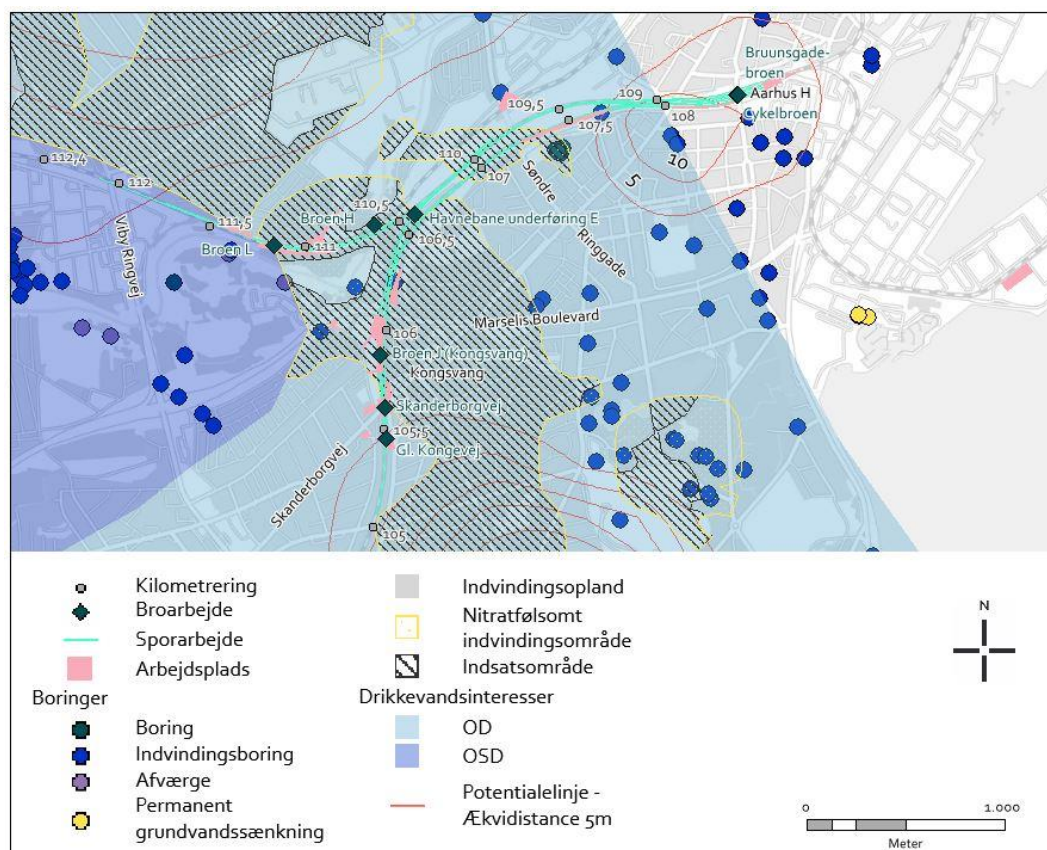 Bruunsgade-
broen
Aarhus H
Cykelbroen
109
109,5
107,5
108
10
5
110
107
Søndre
Ringgade
112,4
112
110,5
Broen H
Havnebane underføring E
111,5
111
106,5
Broen L
Viby Ringvej
Marselis Boulevard
106
Broen J (Kongsvang)
Kongsvang
Skanderborgvej
105,5
Gl. Kongevej
Skanderborgvej
105
Kilometrering
Broarbejde
Sporarbejde
Arbejdsplads
Boringer
Boring
Indvindingsboring
Afværge
Permanent
grundvandssænkning
Indvindingsopland
Nitratfølsomt
indvindingsområde
Indsatsområde
Drikkevandsinteresser
OD
OSD
Potentialelinje -
Ækvidistance 5m
N
0 1.000
Meter